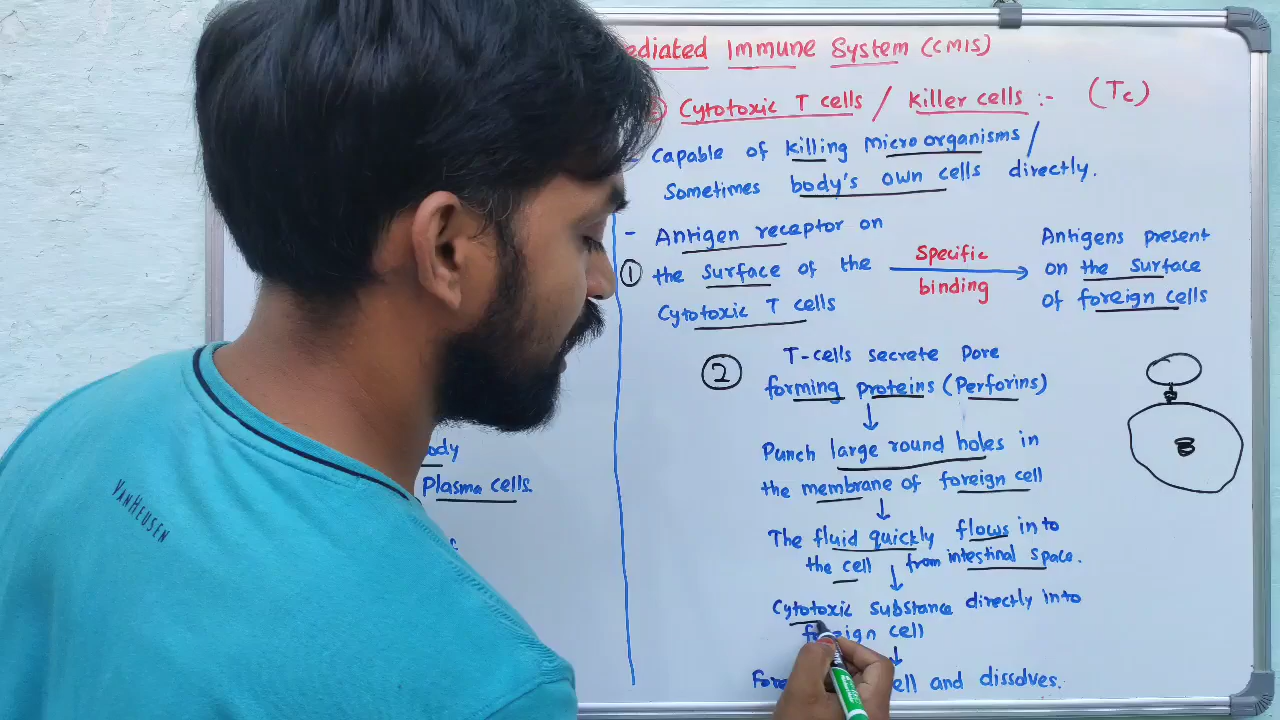 ediated Immune System (CMIS)
Cytotoxic T cells / Killer cells :- (Tc)
- Capable of killing Microorganisms /
Sometimes body's own cells directly.
- Antigen receptor on
① the surface of the
Cytotoxic T cells
Specific
binding
Antigens present
on the surface
of foreign cells
② T-cells secrete Pore
forming proteins (Perforins)
Punch large round holes in
the membrane of foreign cell
The fluid quickly flows into
the cell from intestinal space.
Cytotoxic substance directly into
foreign cell
ell and dissolves.
ody
Plasma cells.
VANHEUSEN